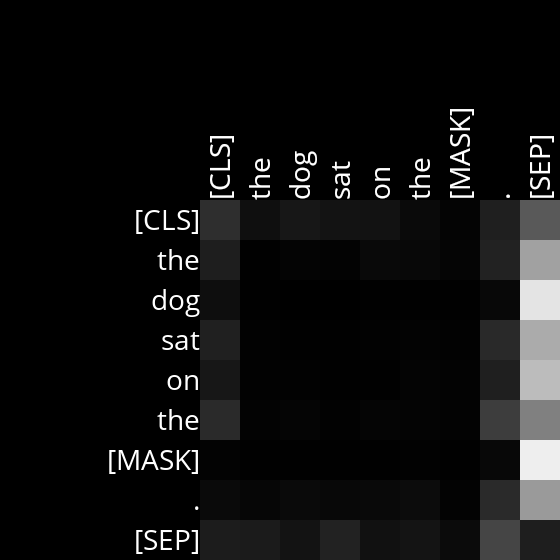 [CLS] the dog sat on the [MASK] . [SEP]
[CLS]
the
dog
sat
on
the
[MASK]
.
[SEP]